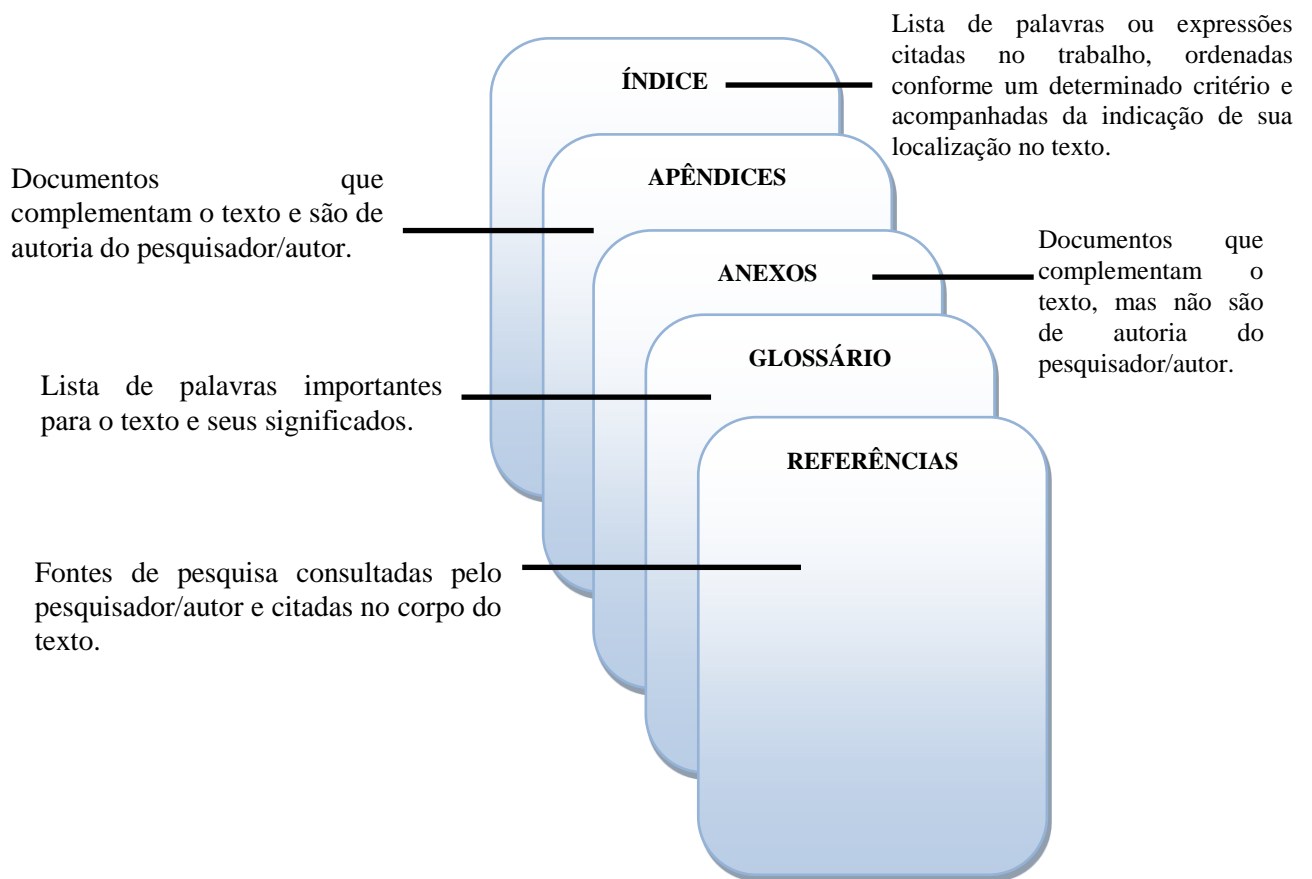 Lista de palavras ou expressões
citadas no trabalho, ordenadas
conforme um determinado critério e
acompanhadas da indicação de sua
localização no texto.
ÍNDICE
Documentos que
complementam o texto e são de
autoria do pesquisador/autor.
APÊNDICES
Documentos que
complementam o
texto, mas não são
de autoria do
pesquisador/autor.
ANEXOS
Lista de palavras importantes
para o texto e seus significados.
GLOSSÁRIO
REFERÊNCIAS
Fontes de pesquisa consultadas pelo
pesquisador/autor e citadas no corpo do
texto.